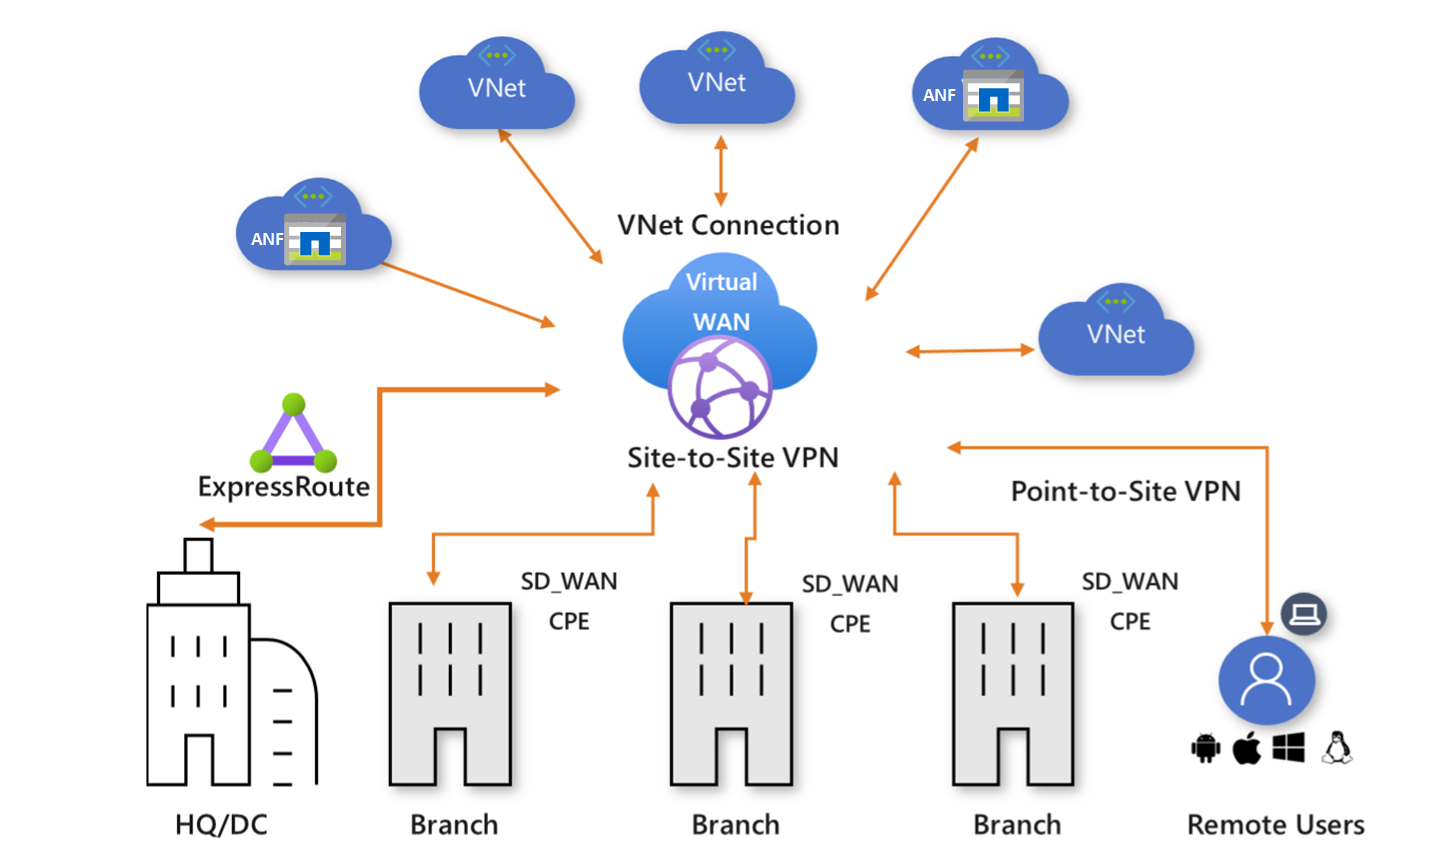 VNet
VNet
ANF
ANF
VNet Connection
Virtual
WAN
VNet
Site-to-Site VPN
ExpressRoute
Point-to-Site VPN
SD_WAN
CPE
SD_WAN
CPE
SD_WAN
CPE
HQ/DC
Branch
Branch
Branch
Remote Users